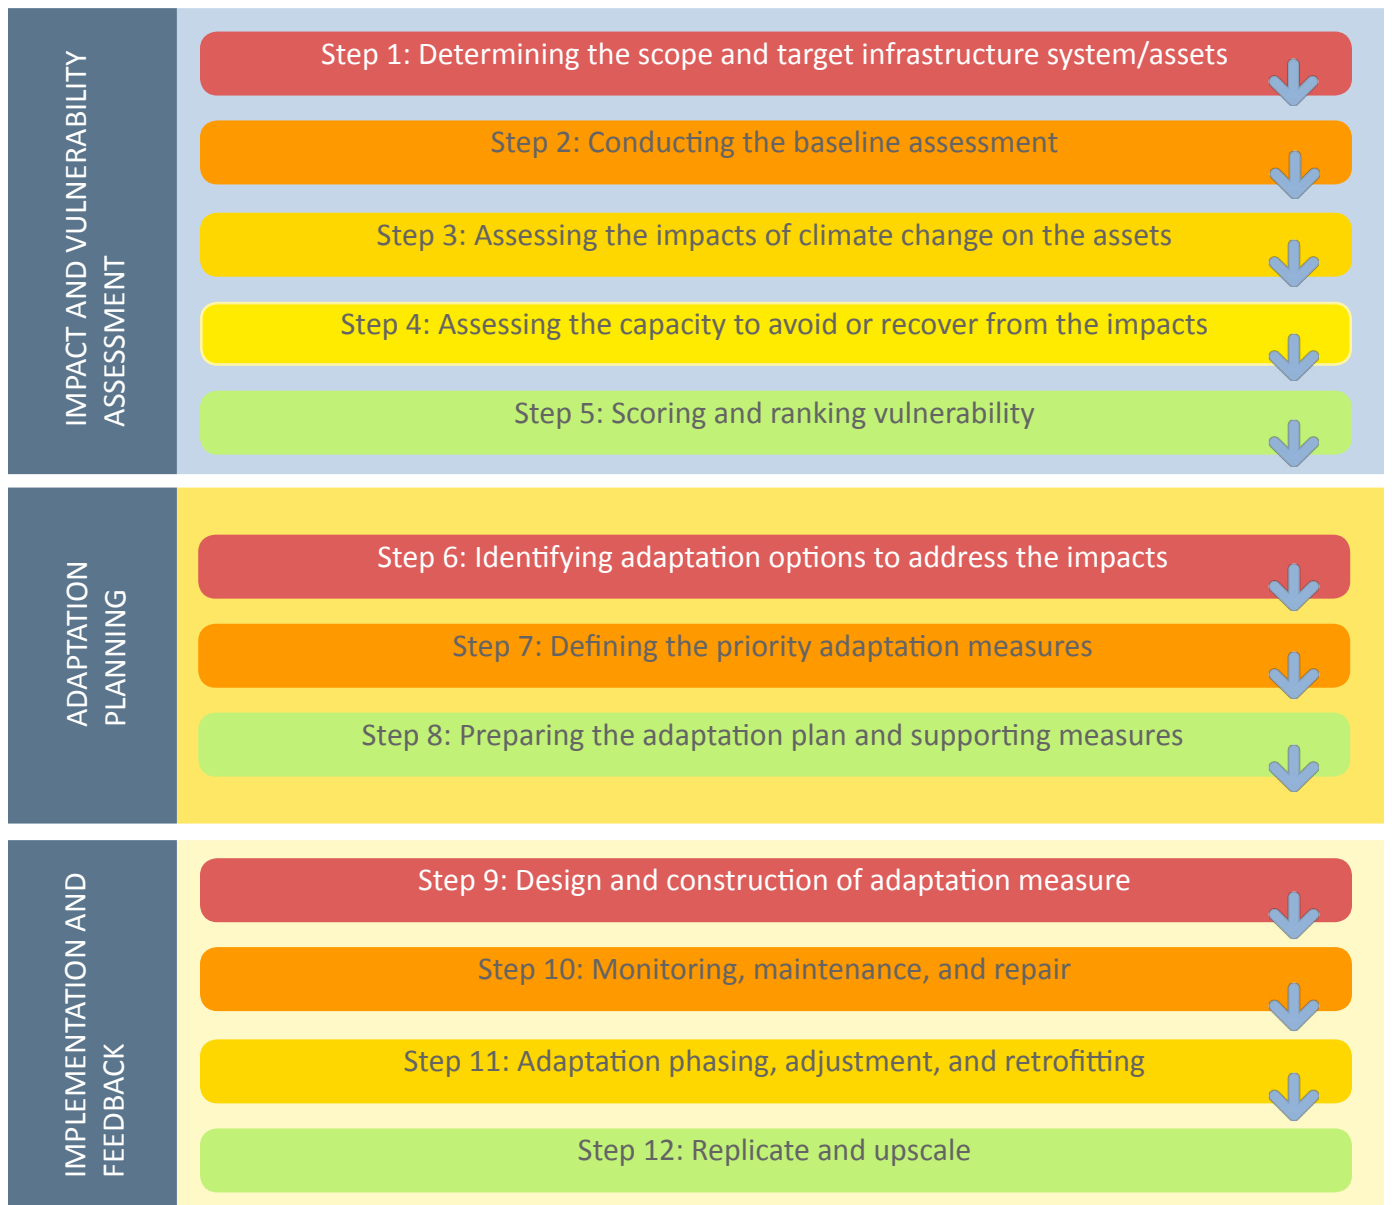 IMPACT AND VULNERABILITY
ASSESSMENT
Step 1: Determining the scope and target infrastructure system/assets
Step 2: Conducting the baseline assessment
Step 3: Assessing the impacts of climate change on the assets
Step 4: Assessing the capacity to avoid or recover from the impacts
Step 5: Scoring and ranking vulnerability
ADAPTATION
PLANNING
Step 6: Identifying adaptation options to address the impacts
Step 7: Defining the priority adaptation measures
Step 8: Preparing the adaptation plan and supporting measures
IMPLEMENTATION AND
FEEDBACK
Step 9: Design and construction of adaptation measure
Step 10: Monitoring, maintenance, and repair
Step 11: Adaptation phasing, adjustment, and retrofitting
Step 12: Replicate and upscale